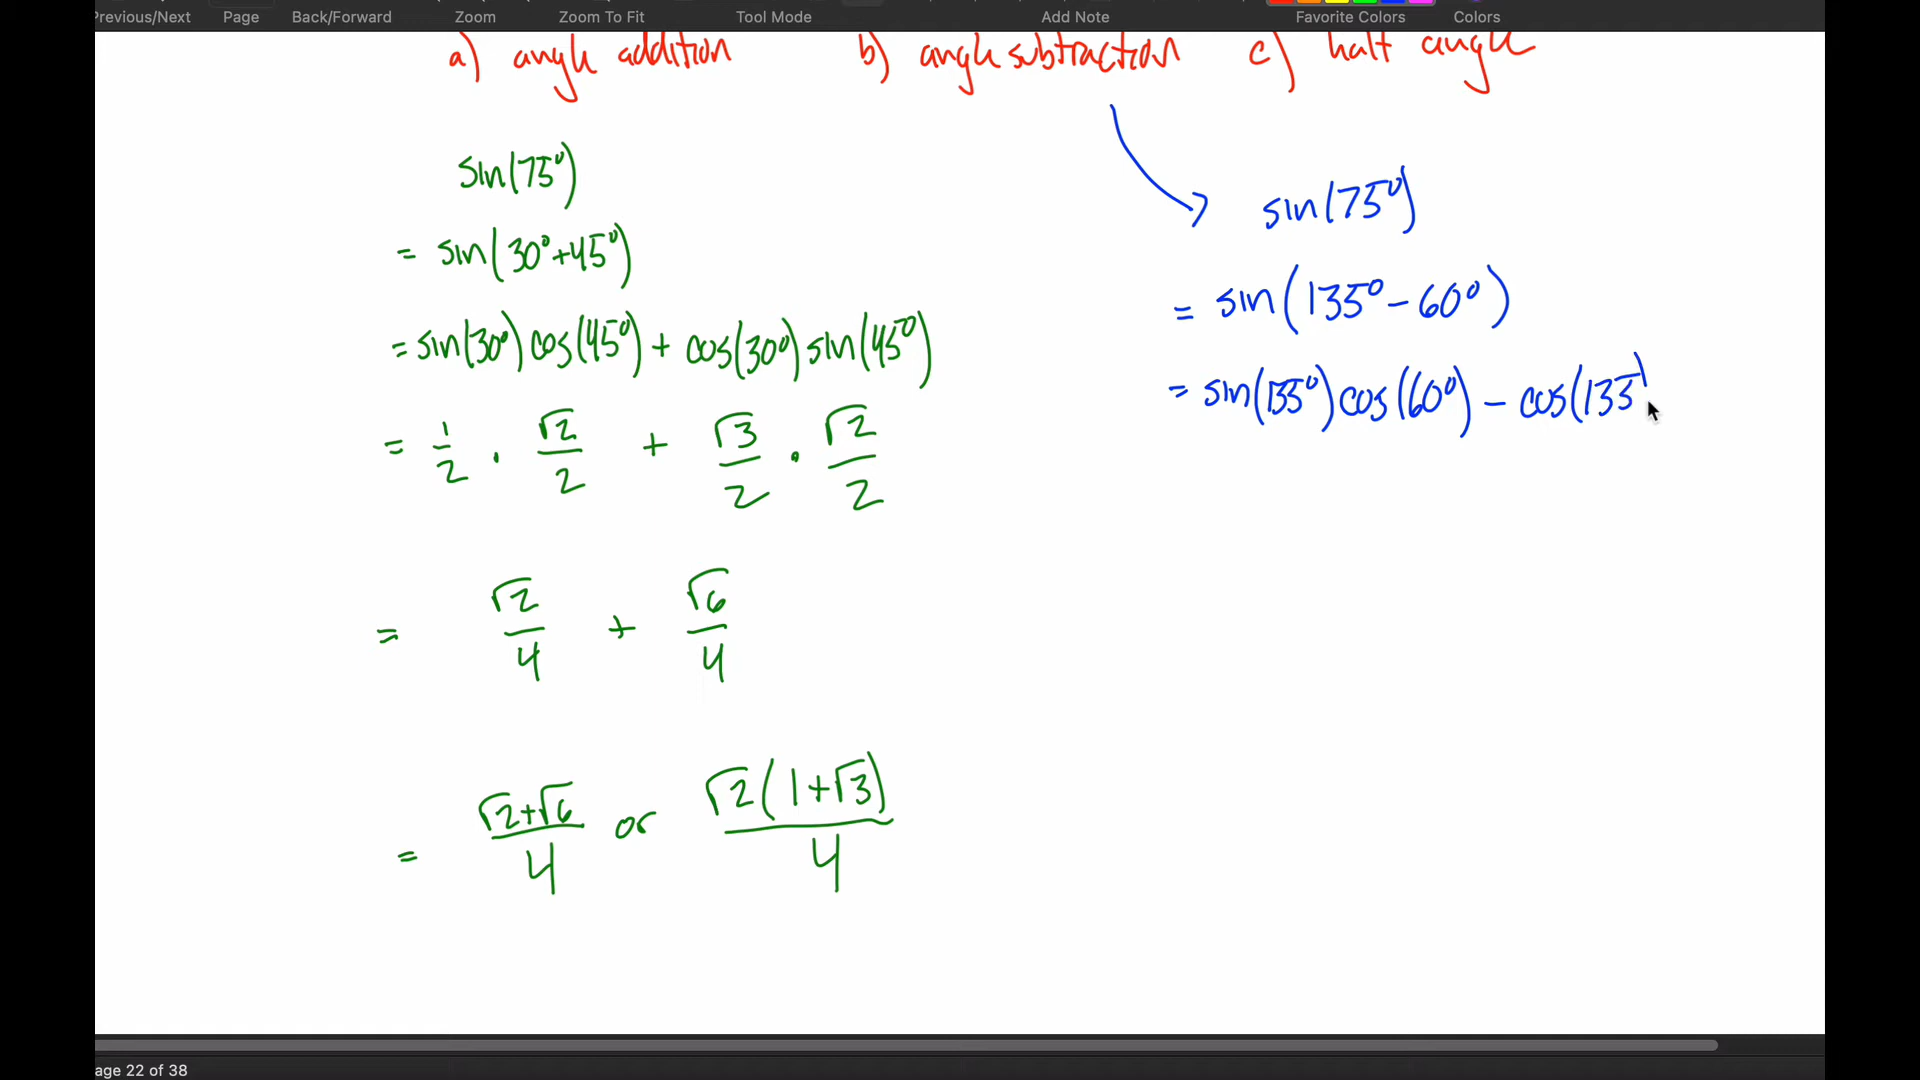 Previous/Next Page Back/Forward Zoom Zoom To Fit Tool Mode Add Note Favorite Colors Colors
a) angle addition b) angle subtraction c) half angle
sin(75°)
= sin(30°+45°)
= sin(30°)cos(45°) + cos(30°)sin(45°)
= 1/2 · √2/2 + √3/2 · √2/2
= √2/4 + √6/4
= √2+√6/4 or √2(1+√3)/4
sin(75°)
= sin(135°-60°)
= sin(135°)cos(60°) - cos(135)
age 22 of 38